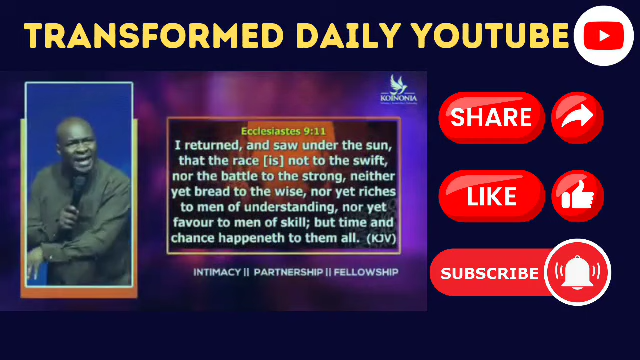 TRANSFORMED DAILY YOUTUBE
KOINONIA
Ecclesiastes 9:11
I returned, and saw under the sun,
that the race [is] not to the swift,
nor the battle to the strong, neither
yet bread to the wise, nor yet riches
to men of understanding, nor yet
favour to men of skill; but time and
chance happeneth to them all. (KJV)
INTIMACY || PARTNERSHIP || FELLOWSHIP
SHARE
LIKE
SUBSCRIBE